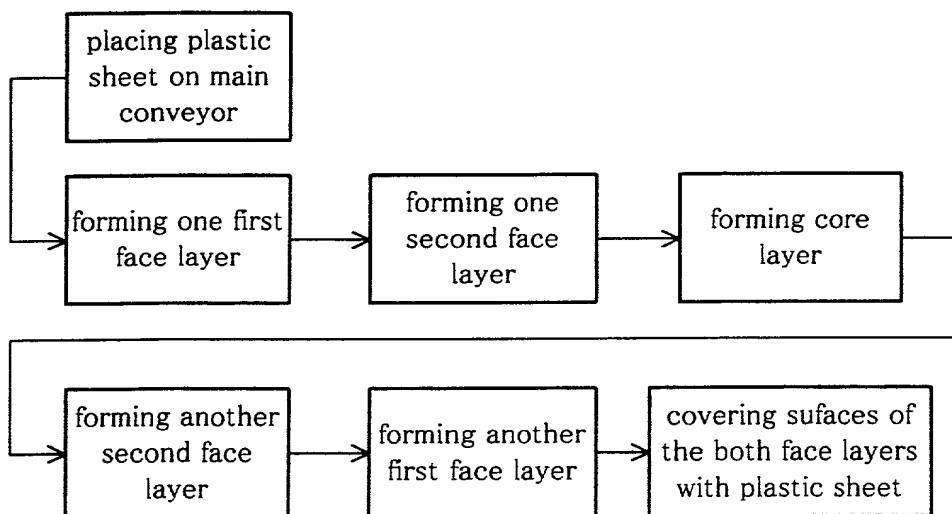 placing plastic
sheet on main
conveyor
forming one first
face layer
forming one
second face
layer
forming core
layer
forming another
second face
layer
forming another
first face layer
covering sufaces of
the both face layers
with plastic sheet